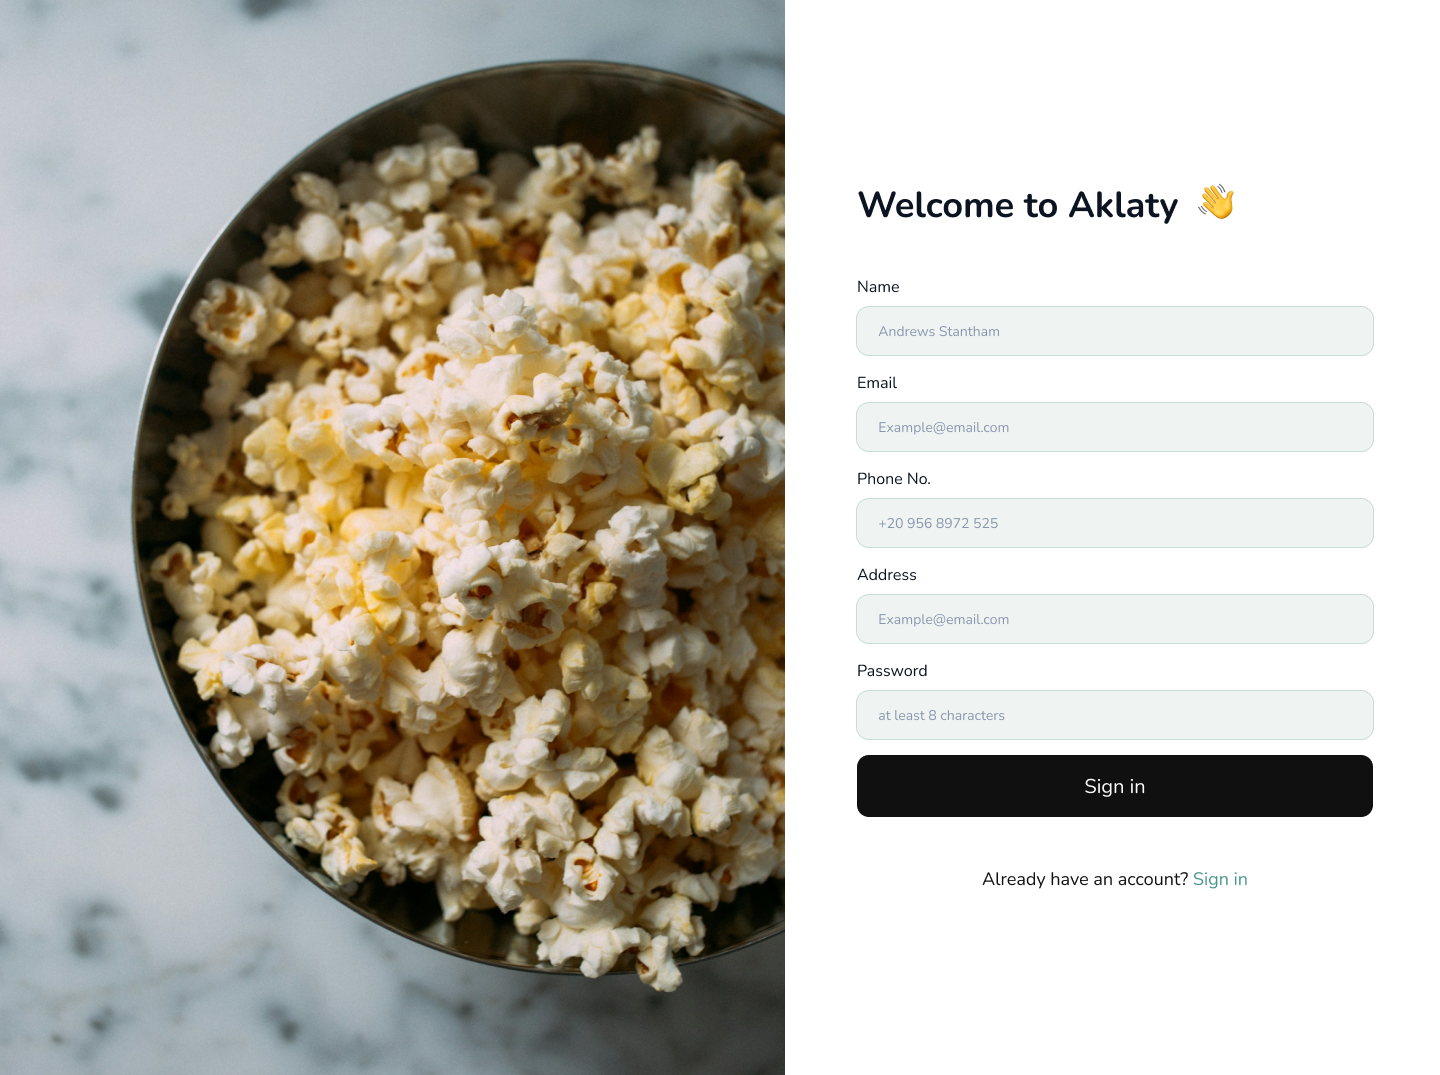 Welcome to Aklaty 👋
Name
Andrews Stantham
Email
Example@email.com
Phone No.
+20 956 8972 525
Address
Example@email.com
Password
at least 8 characters
Sign in
Already have an account? Sign in